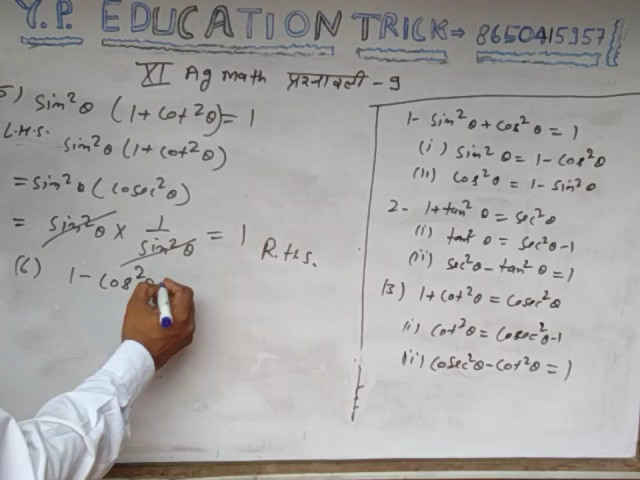 Y.P. EDUCATION TRICK → 8650415957
XI Ag math प्रश्नावली - 9
5) sin²θ (1+cot²θ) = 1
L.H.S.
sin²θ (1+cot²θ)
= sin²θ (cosec²θ)
= sin²θ × 1/sin²θ = 1 R.H.S.
(6) 1 - cos²θ
1- sin²θ + cos²θ = 1
(i) sin²θ = 1 - cos²θ
(ii) cos²θ = 1 - sin²θ
2- 1+tan²θ = sec²θ
(i) tan²θ = sec²θ-1
(ii) sec²θ - tan²θ = 1
(3) 1+cot²θ = cosec²θ
(i) cot²θ = cosec²θ-1
(ii) cosec²θ - cot²θ = 1